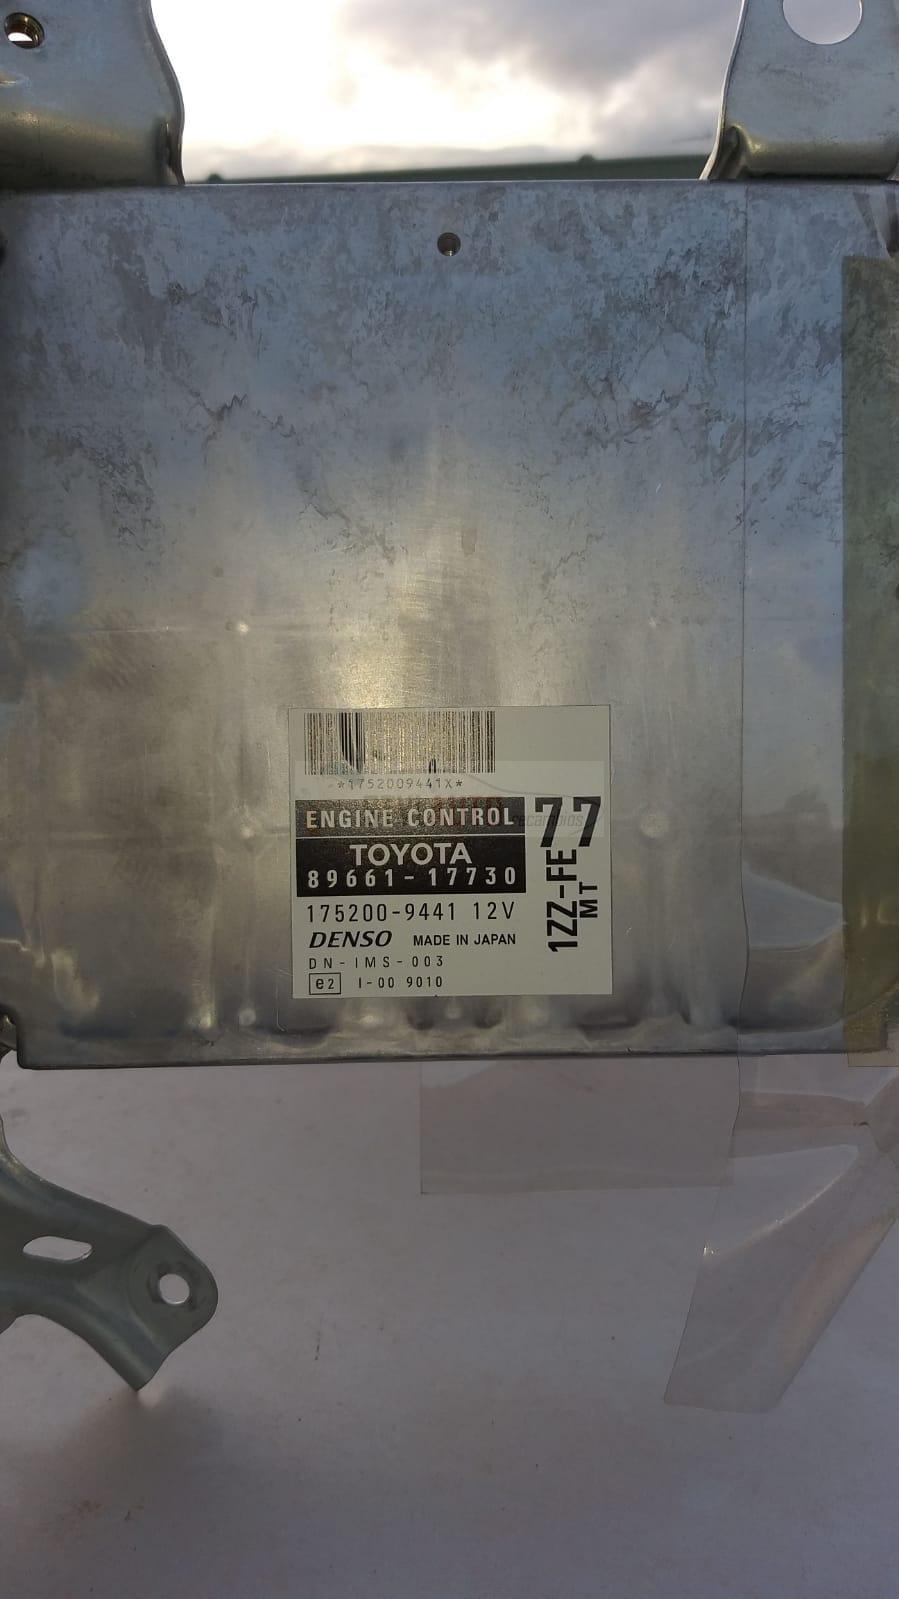 *1752009441X*
ENGINE CONTROL
TOYOTA
89661-17730
175200-9441 12V
DENSO MADE IN JAPAN
DN-IMS-003
e2 I-00 9010
77
1ZZ-FE
MT
recambios